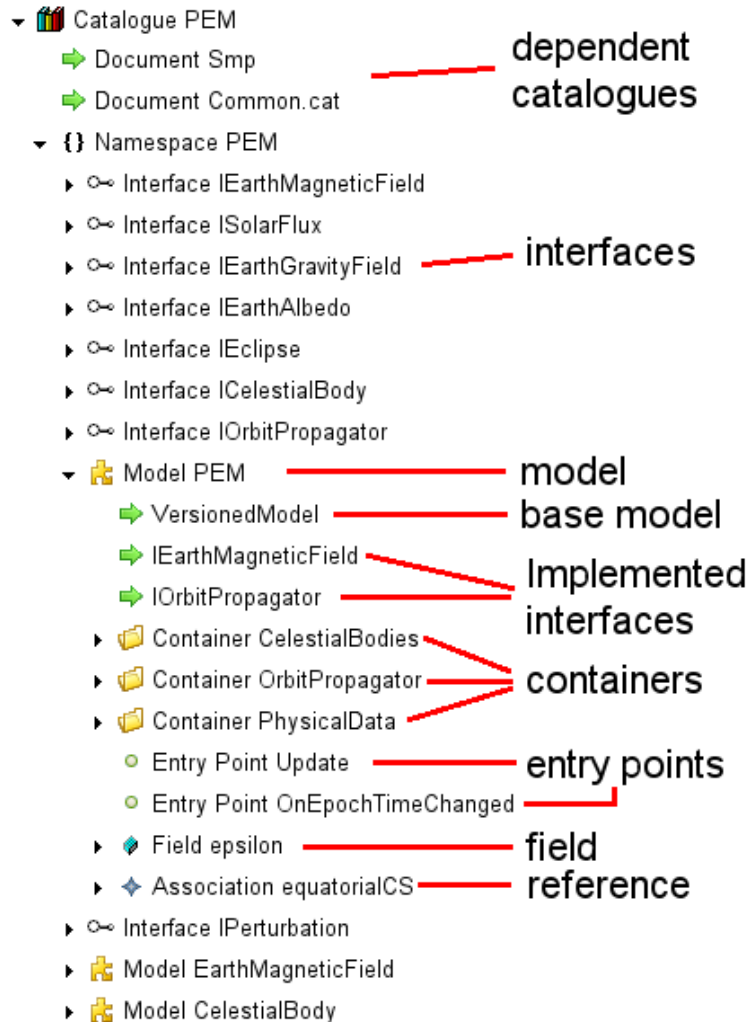 Catalogue PEM
Document Smp
Document Common.cat
dependent
catalogues
{} Namespace PEM
Interface IEarthMagneticField
Interface ISolarFlux
Interface IEarthGravityField
interfaces
Interface IEarthAlbedo
Interface IEclipse
Interface ICelestialBody
Interface IOrbitPropagator
Model PEM
model
VersionedModel
base model
IEarthMagneticField
IOrbitPropagator
Implemented
interfaces
Container CelestialBodies
Container OrbitPropagator
Container PhysicalData
containers
Entry Point Update
Entry Point OnEpochTimeChanged
entry points
Field epsilon
field
Association equatorialCS
reference
Interface IPerturbation
Model EarthMagneticField
Model CelestialBody